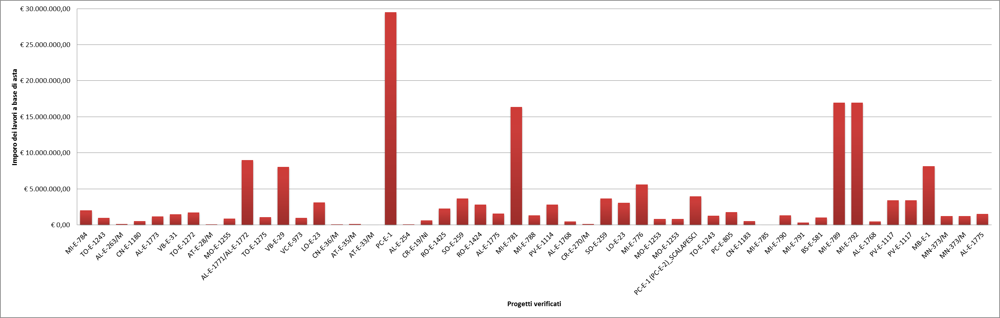 € 30.000.000,00
€ 25.000.000,00
€ 20.000.000,00
€ 15.000.000,00
€ 10.000.000,00
€ 5.000.000,00
€ 0,00
Imporo dei lavori a base di asta
MI-E-784
TO-E-1243
AL-E-263/M
CN-E-1180
AL-E-1773
VB-E-31
TO-E-1272
AT-E-28/M
MO-E-1255
AL-E-1771/AL-E-1772
TO-E-1275
VB-E-29
VC-E-973
LO-E-23
CN-E-36/M
AT-E-35/M
AT-E-33/M
PC-E-1
AL-E-254
CR-E-19/NI
RO-E-1425
SO-E-259
RO-E-1424
AL-E-1775
MI-E-781
MI-E-788
PV-E-1114
AL-E-1768
CR-E-270/M
SO-E-259
LO-E-23
MI-E-776
MO-E-1253
MO-E-1253
PC-E-1 (PC-E-2)_SCALAPESCI
TO-E-1243
PC-E-805
CN-E-1183
MI-E-785
MI-E-790
MI-E-791
BS-E-581
MI-E-789
MI-E-792
AL-E-1768
PV-E-1117
PV-E-1117
MB-E-1
MN-373/M
MN-373/M
AL-E-1775
Progetti verificati